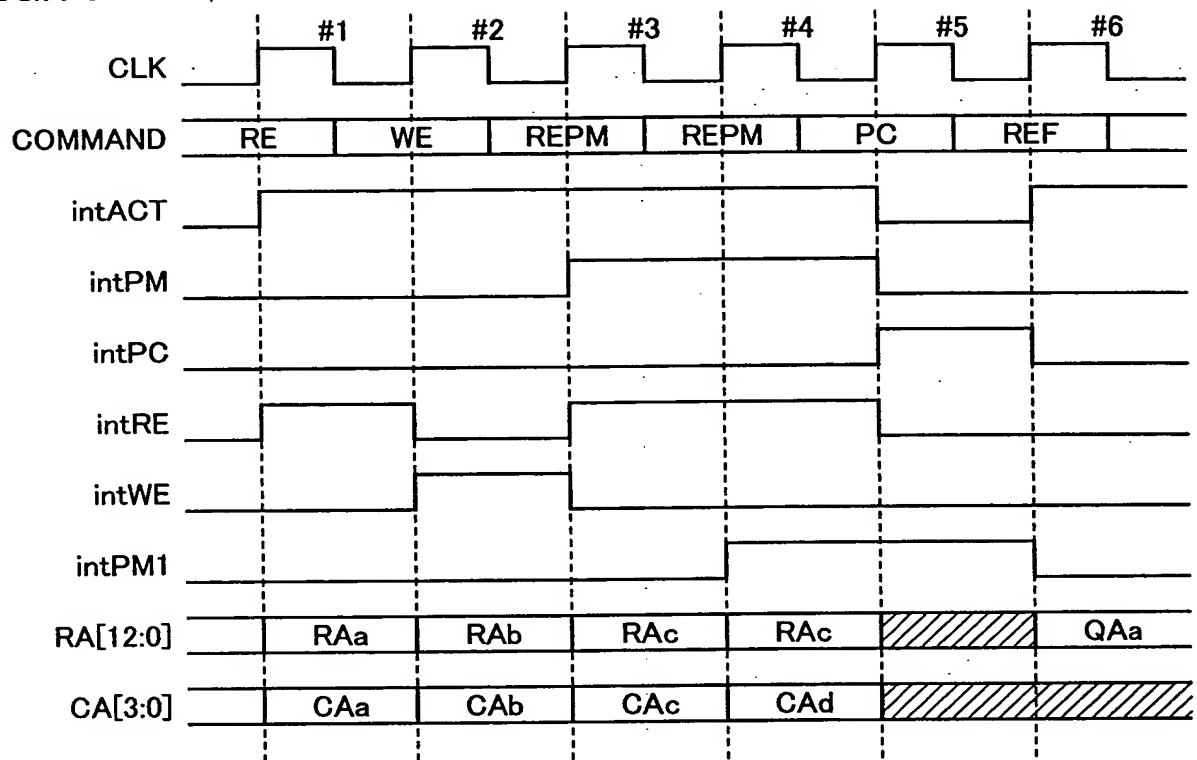 #1 #2 #3 #4 #5 #6
CLK
COMMAND RE WE REPM REPM PC REF
intACT
intPM
intPC
intRE
intWE
intPM1
RA[12:0] RAa RAb RAc RAc QAa
CA[3:0] CAa CAb CAc CAd